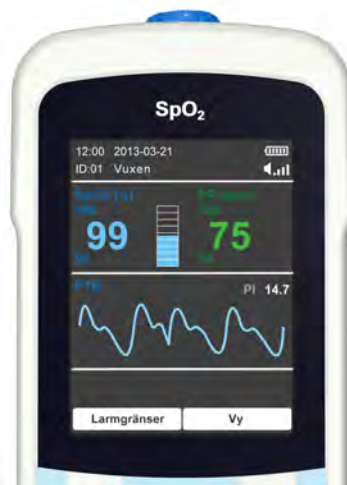 SpO₂
12:00 2013-03-21
ID:01 Vuxen
99 75
PI 14.7
Larmgränser Vy